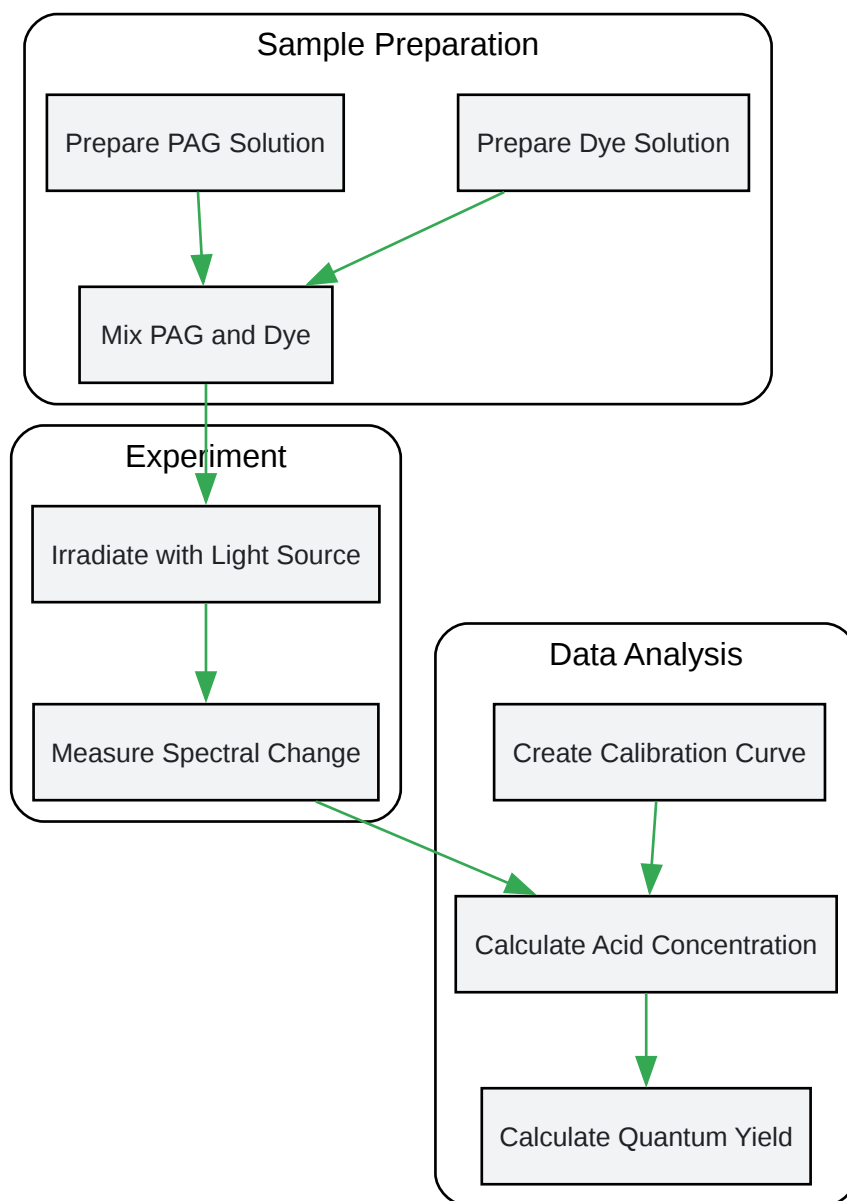 Sample Preparation
Prepare PAG Solution
Prepare Dye Solution
Mix PAG and Dye
Experiment
Irradiate with Light Source
Measure Spectral Change
Data Analysis
Create Calibration Curve
Calculate Acid Concentration
Calculate Quantum Yield